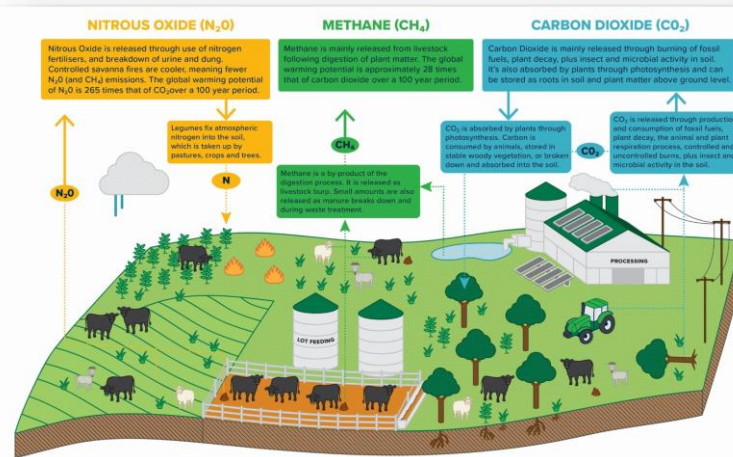 NITROUS OXIDE (N₂0)
Nitrous Oxide is released through use of nitrogen
fertilisers, and breakdown of urine and dung.
Controlled savanna fires are cooler, meaning fewer
N₂O (and CH₄) emissions. The global warming potential
of N₂O is 265 times that of CO₂over a 100 year period.
Legumes fix atmospheric
nitrogen into the soil,
which is taken up by
pastures, crops and trees.
N₂0
N
METHANE (CH₄)
Methane is mainly released from livestock
following digestion of plant matter. The global
warming potential is approximately 28 times
that of carbon dioxide over a 100 year period.
CH₄
Methane is a by-product of the
digestion process. It is released as
livestock burp. Small amounts are also
released as manure breaks down and
during waste treatment.
CARBON DIOXIDE (C0₂)
Carbon Dioxide is mainly released through burning of fossil
fuels, plant decay, plus insect and microbial activity in soil.
It's also absorbed by plants through photosynthesis and can
be stored as roots in soil and plant matter above ground level.
CO₂ is absorbed by plants through
photosynthesis. Carbon is
consumed by animals, stored in
stable woody vegetation, or broken
down and absorbed into the soil.
C0₂
CO₂ is released through production
and consumption of fossil fuels,
plant decay, the animal and plant
respiration process, controlled and
uncontrolled burns, plus insect and
microbial activity in the soil.
PROCESSING
LOT FEEDING